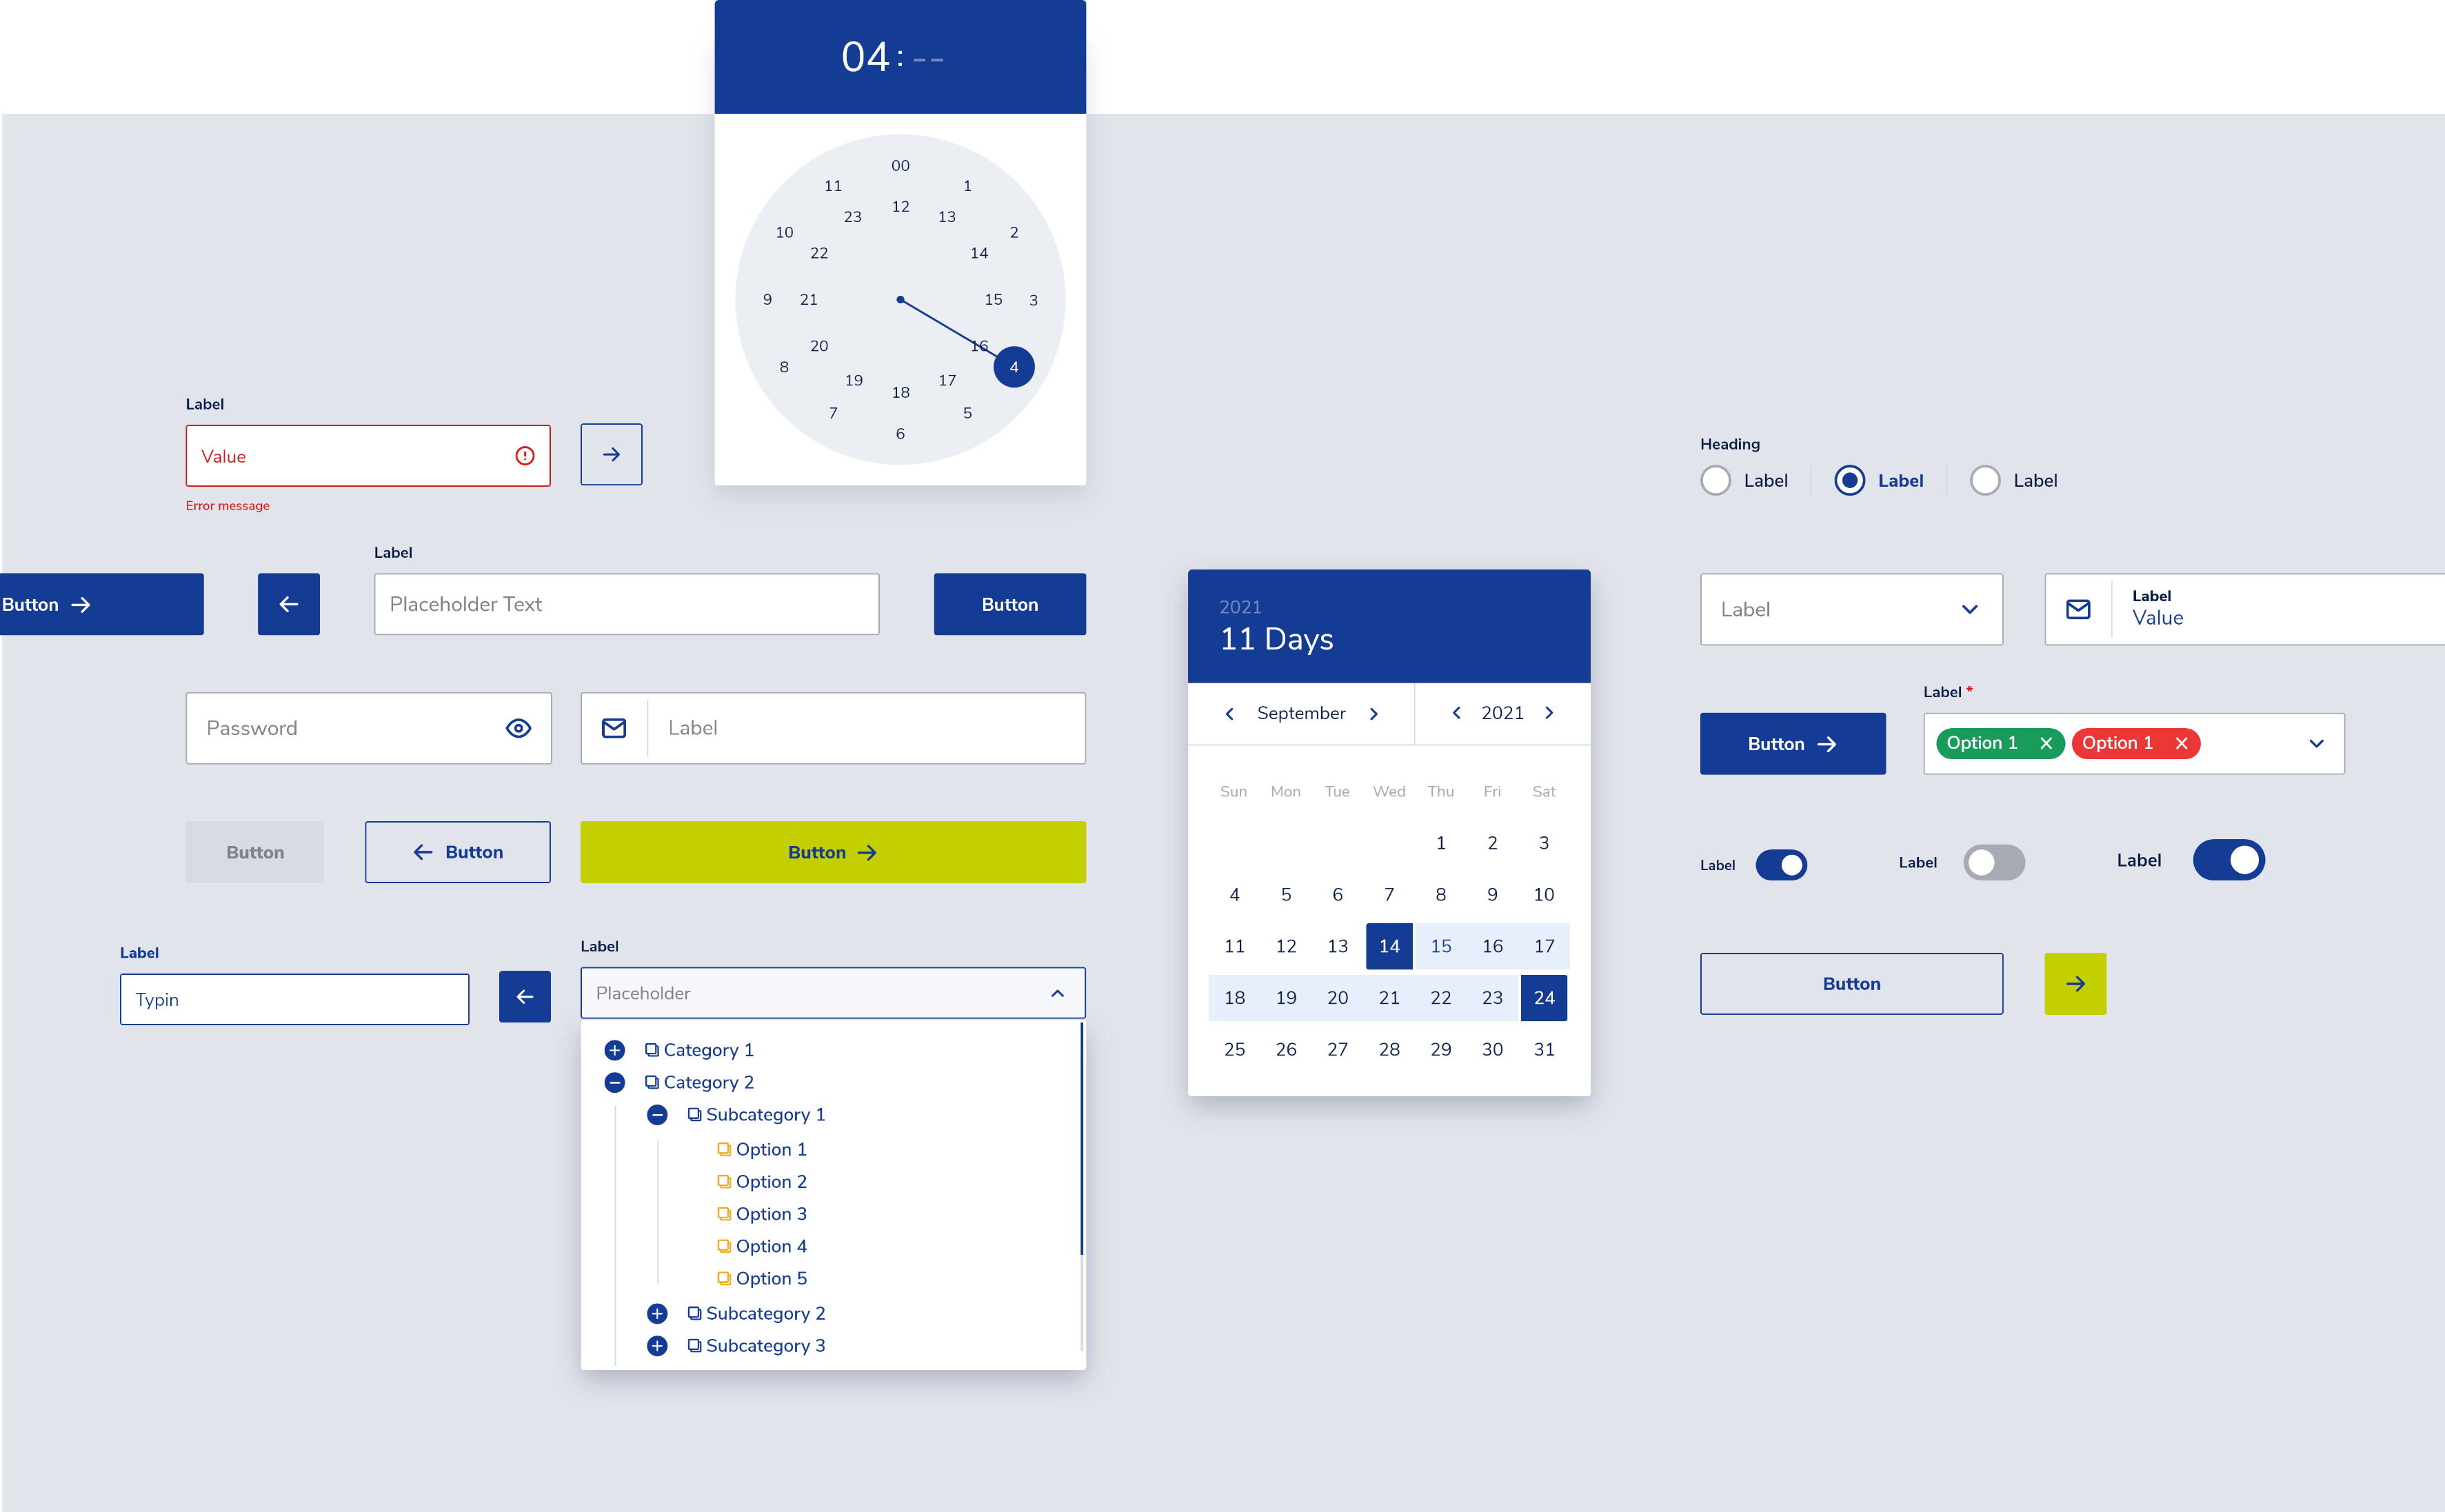 04:--
00
11
1
12
23
13
10
2
22
14
9
21
15
3
20
16
8
4
19
17
18
7
5
6
Label
Value
Error message
Label
Button
Placeholder Text
Button
Password
Label
Button
Button
Button
Label
Typin
Label
Placeholder
Category 1
Category 2
Subcategory 1
Option 1
Option 2
Option 3
Option 4
Option 5
Subcategory 2
Subcategory 3
2021
11 Days
September 2021
Sun Mon Tue Wed Thu Fri Sat
1 2 3
4 5 6 7 8 9 10
11 12 13 14 15 16 17
18 19 20 21 22 23 24
25 26 27 28 29 30 31
Heading
Label Label Label
Label
Label
Value
Label *
Button
Option 1 Option 1
Label
Label
Label
Button